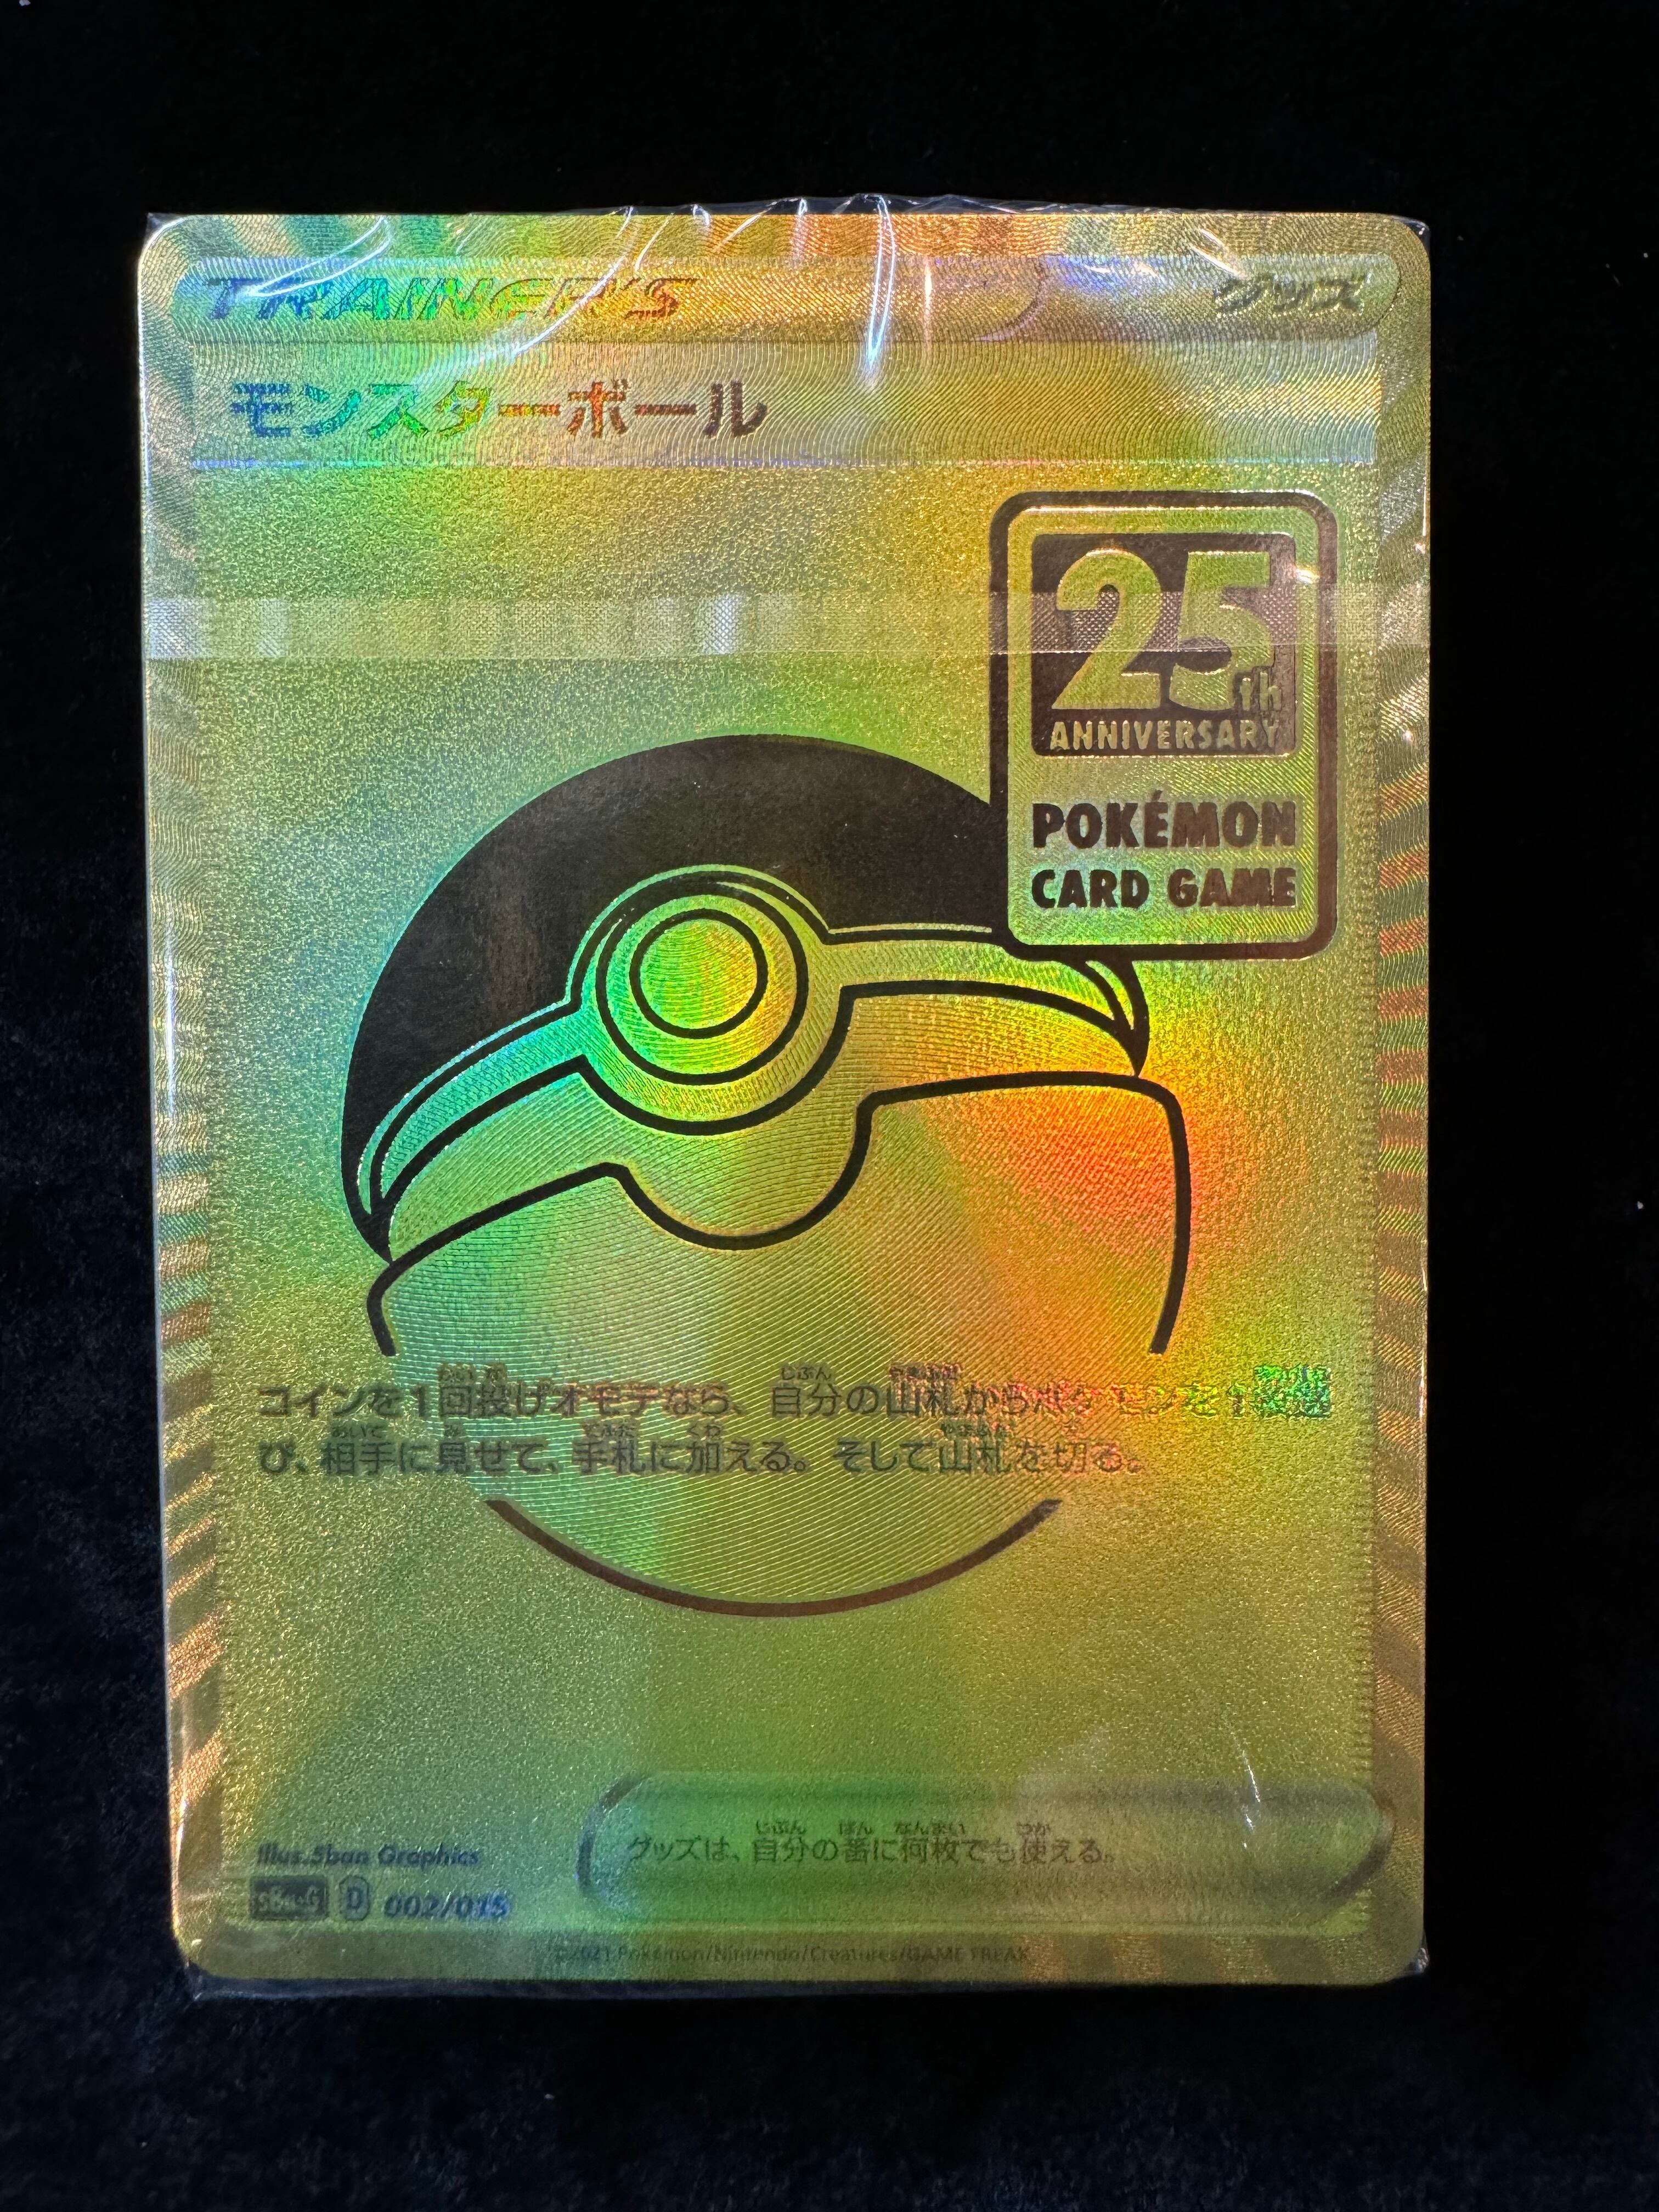 TRAINERS
グッズ
モンスターボール
25th
ANNIVERSARY
POKÉMON
CARD GAME
コインを1回投げオモテなら、自分の山札からポケモンを1枚選
び、相手に見せて、手札に加える。そして山札を切る。
グッズは、自分の番に何枚でも使える。
Illus.5ban Graphics
s8a-G D 002/015
©2021 Pokémon/Nintendo/Creatures/GAME FREAK